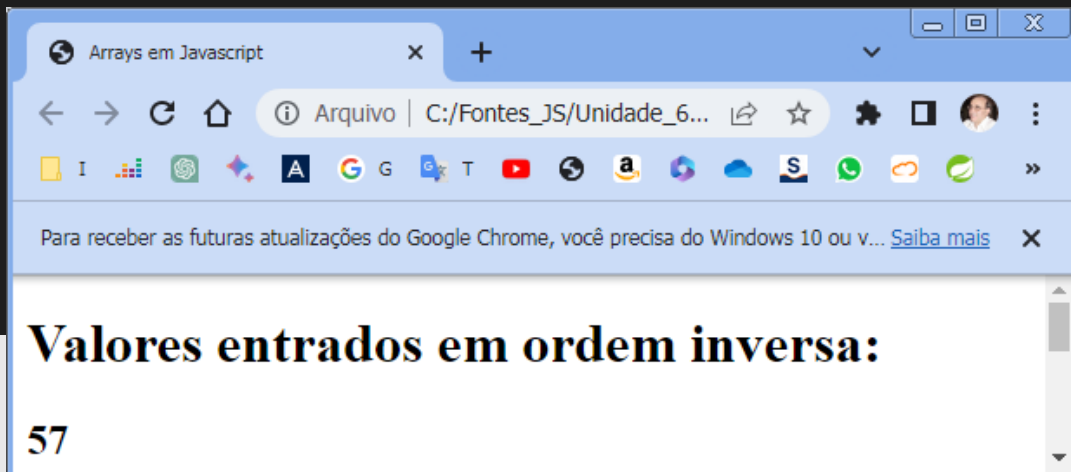 Arrays em Javascript
Arquivo | C:/Fontes_JS/Unidade_6...
I A G G T a S
Para receber as futuras atualizações do Google Chrome, você precisa do Windows 10 ou v... Saiba mais
Valores entrados em ordem inversa:
57